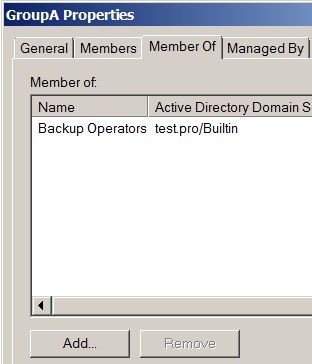 GroupA Properties
General Members Member Of Managed By
Member of:
Name Active Directory Domain S
Backup Operators test.pro/Builtin
Add... Remove